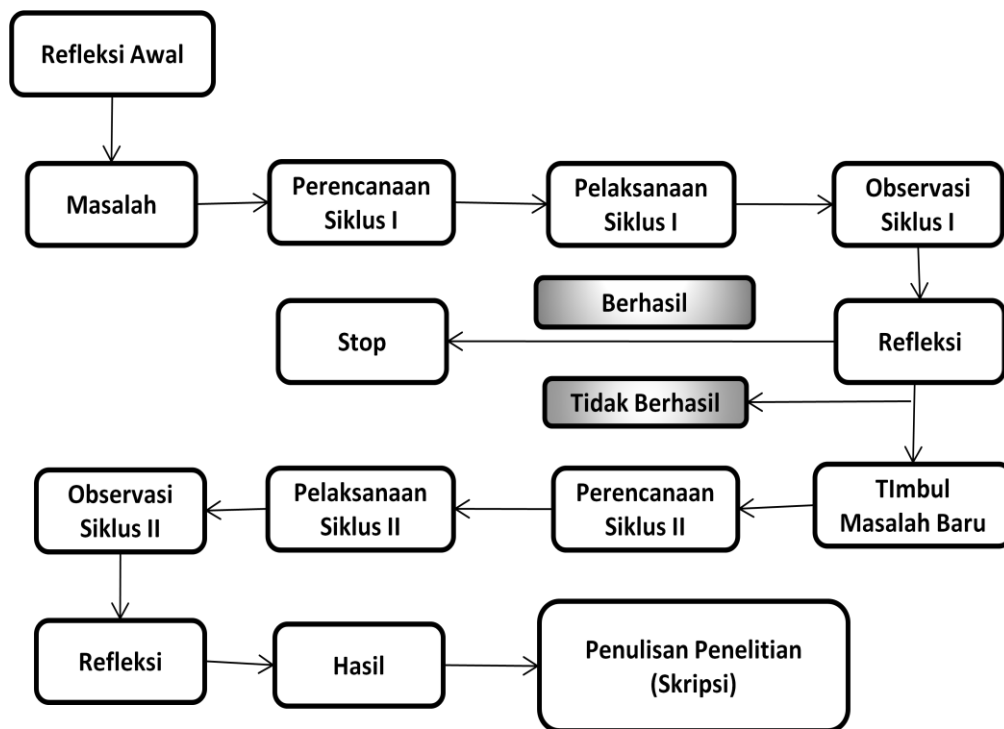 Refleksi Awal
Masalah
Perencanaan
Siklus I
Pelaksanaan
Siklus I
Observasi
Siklus I
Berhasil
Stop
Refleksi
Tidak Berhasil
TImbul
Masalah Baru
Perencanaan
Siklus II
Pelaksanaan
Siklus II
Observasi
Siklus II
Refleksi
Hasil
Penulisan Penelitian
(Skripsi)